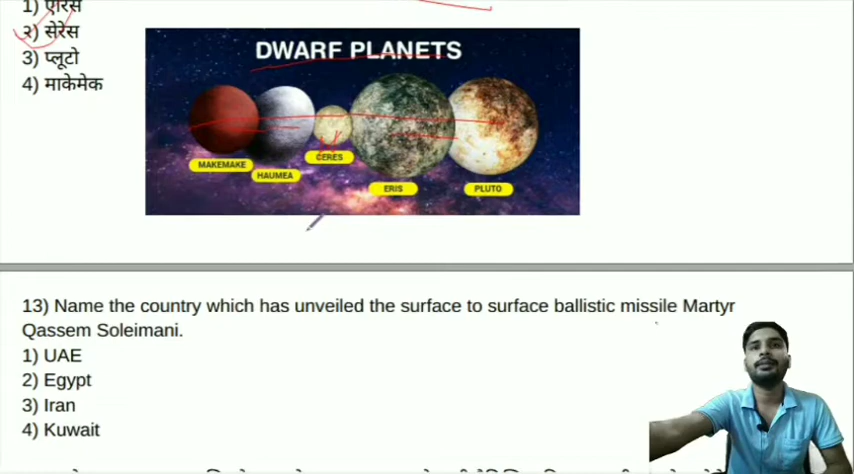 1) एरिस
२) सेरेस
3) प्लूटो
4) माकेमेक
DWARF PLANETS
MAKEMAKE
HAUMEA
CERES
ERIS
PLUTO
13) Name the country which has unveiled the surface to surface ballistic missile Martyr
Qassem Soleimani.
1) UAE
2) Egypt
3) Iran
4) Kuwait